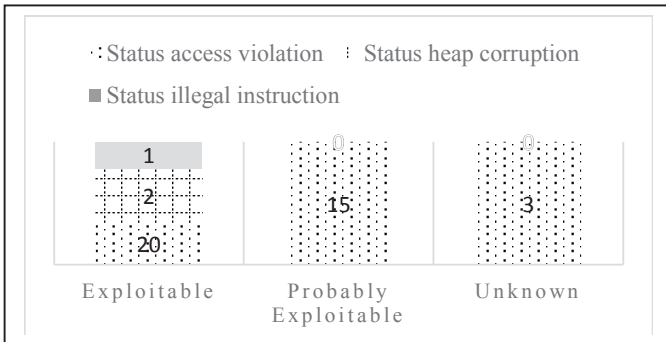 Status access violation Status heap corruption
Status illegal instruction
1 0 0
2 15 3
20
Exploitable Probably Unknown
Exploitable